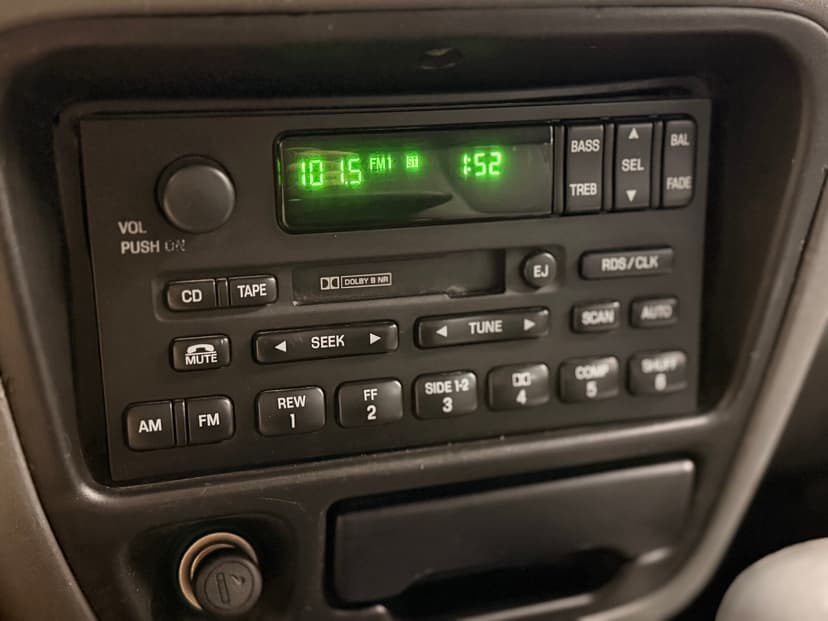 101.5 FM1 ST 1:52
BASS
TREB
▲
SEL
▼
BAL
FADE
VOL
PUSH ON
CD TAPE
DOLBY B NR
EJ
RDS/CLK
MUTE
◄ SEEK ►
◄ TUNE ►
SCAN
AUTO
AM FM
REW
1
FF
2
SIDE 1-2
3
4
COMP
5
SHUFF
6